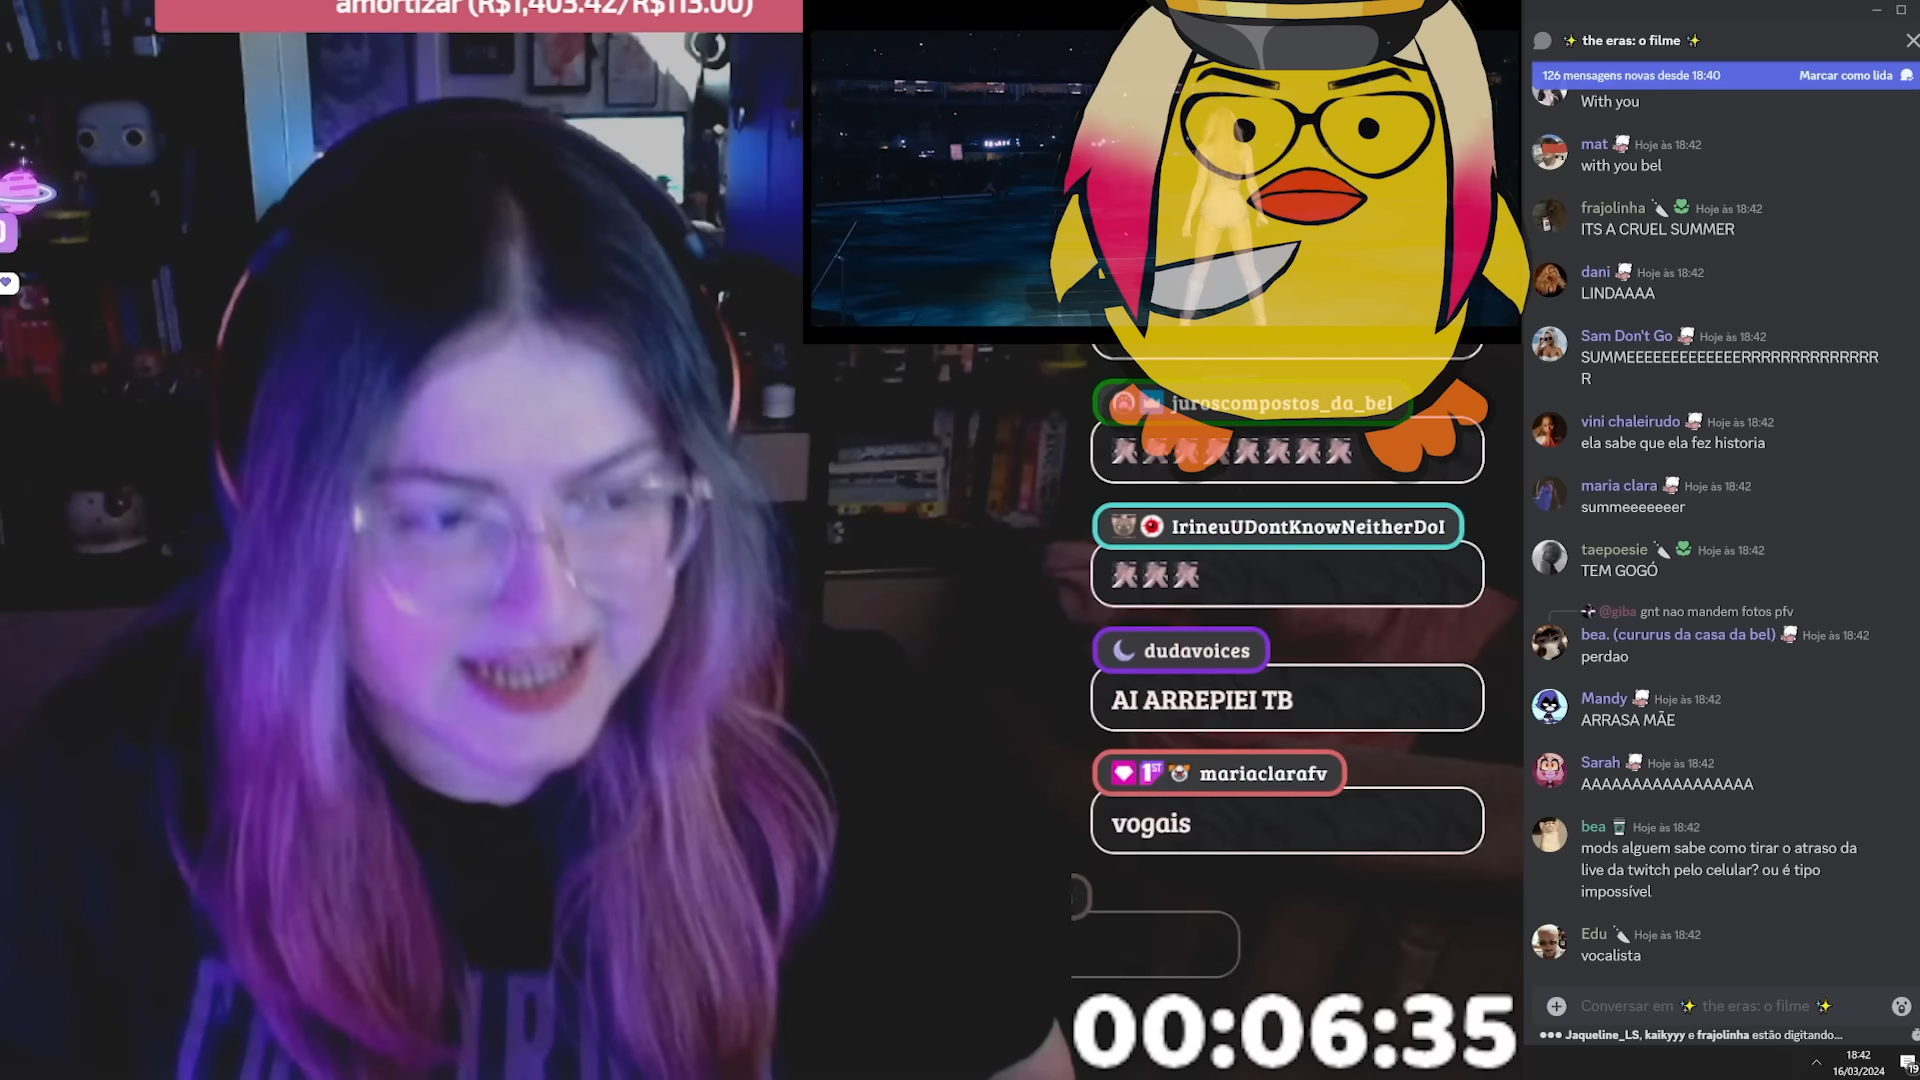 amortizar (R$1,403.42/R$113.00)
juroscompostos_da_bel
IrineuUDontKnowNeitherDoI
dudavoices
AI ARREPIEI TB
1ST mariaclarafv
vogais
00:06:35
✨ the eras: o filme ✨
126 mensagens novas desde 18:40 Marcar como lida
With you
mat Hoje às 18:42
with you bel
frajolinha Hoje às 18:42
ITS A CRUEL SUMMER
dani Hoje às 18:42
LINDAAAA
Sam Don't Go Hoje às 18:42
SUMMEEEEEEEEEEEEERRRRRRRRRRRRRRR
R
vini chaleirudo Hoje às 18:42
ela sabe que ela fez historia
maria clara Hoje às 18:42
summeeeeeeer
taepoesie Hoje às 18:42
TEM GOGÓ
@giba gnt nao mandem fotos pfv
bea. (cururus da casa da bel) Hoje às 18:42
perdao
Mandy Hoje às 18:42
ARRASA MÃE
Sarah Hoje às 18:42
AAAAAAAAAAAAAAAAA
bea Hoje às 18:42
mods alguem sabe como tirar o atraso da
live da twitch pelo celular? ou é tipo
impossível
Edu Hoje às 18:42
vocalista
Conversar em ✨ the eras: o filme ✨
Jaqueline_LS, kaikyyy e frajolinha estão digitando...
18:42
16/03/2024
19